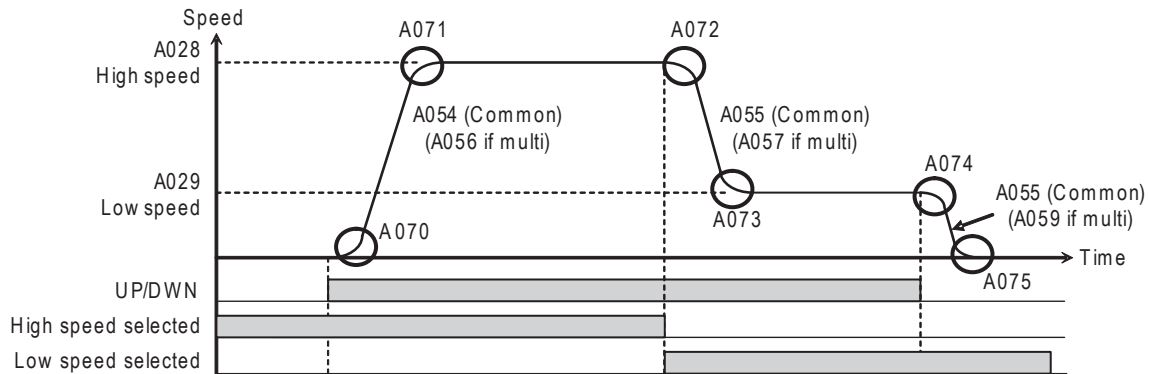 Speed
A071
A072
A028
High speed
A054 (Common)
(A056 if multi)
A055 (Common)
(A057 if multi)
A074
A029
Low speed
A055 (Common)
(A059 if multi)
A073
A070
Time
A075
UP/DWN
High speed selected
Low speed selected